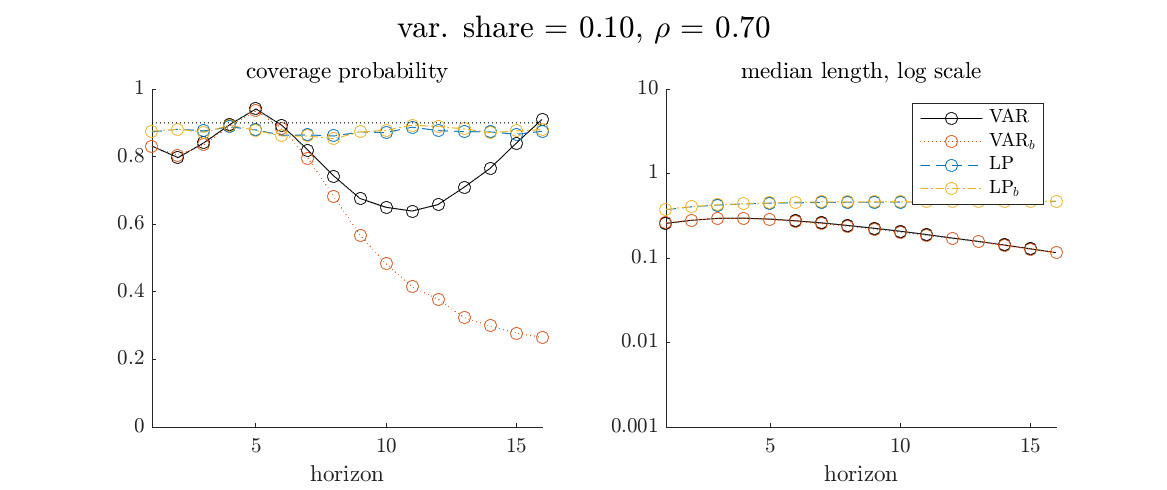 var. share = 0.10, ρ = 0.70
coverage probability
1
0.8
0.6
0.4
0.2
0
5
10
15
horizon
median length, log scale
10
1
0.1
0.01
0.001
5
10
15
horizon
VAR
VAR_b
LP
LP_b